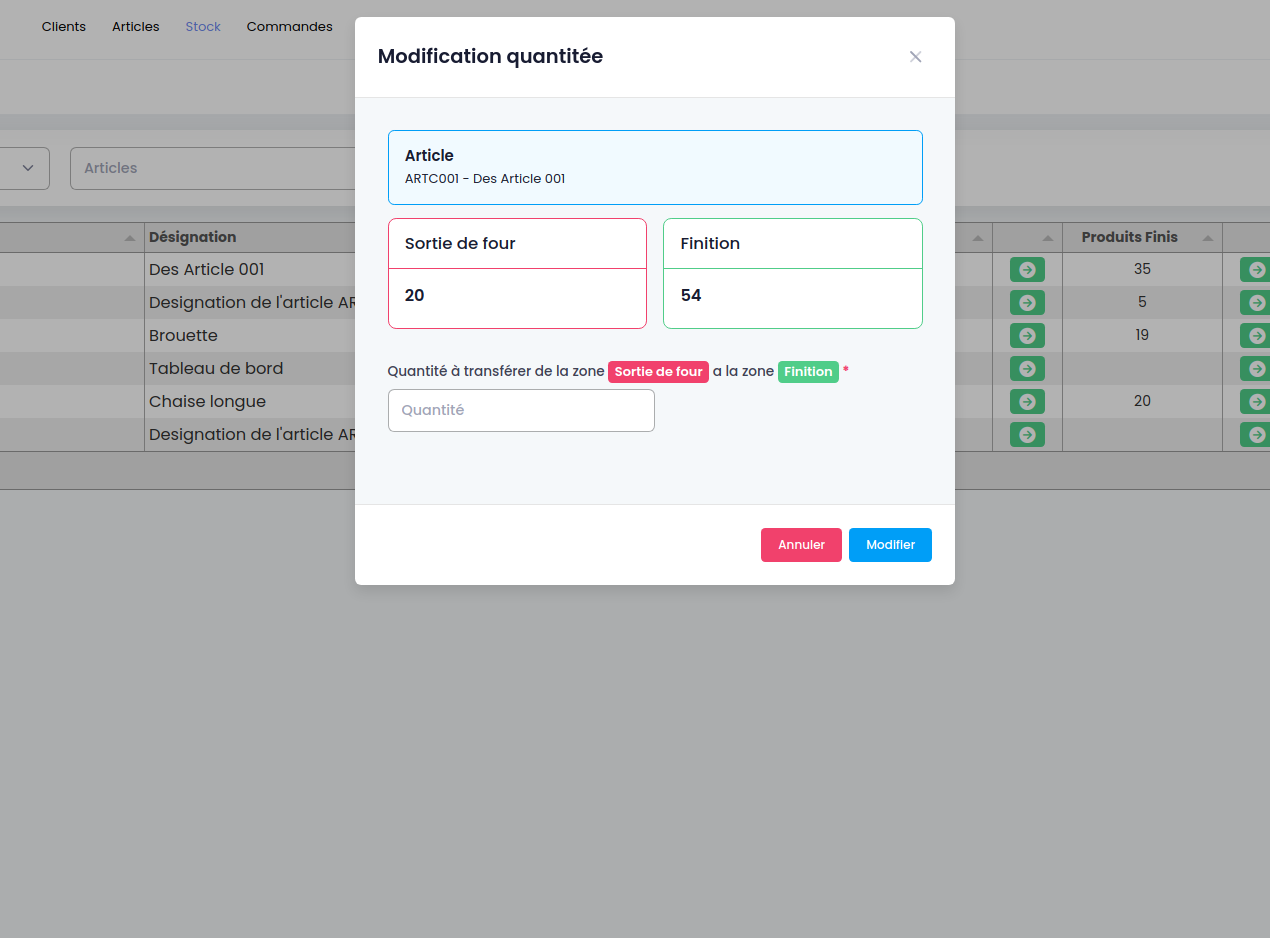 Clients Articles Stock Commandes
Modification quantitée
Articles
Article
ARTC001 - Des Article 001
Sortie de four Finition
20 54
Quantité à transférer de la zone Sortie de four a la zone Finition *
Quantité
Annuler Modifier
Désignation Produits Finis
Des Article 001 35
Designation de l'article AR 5
Brouette 19
Tableau de bord
Chaise longue 20
Designation de l'article AR